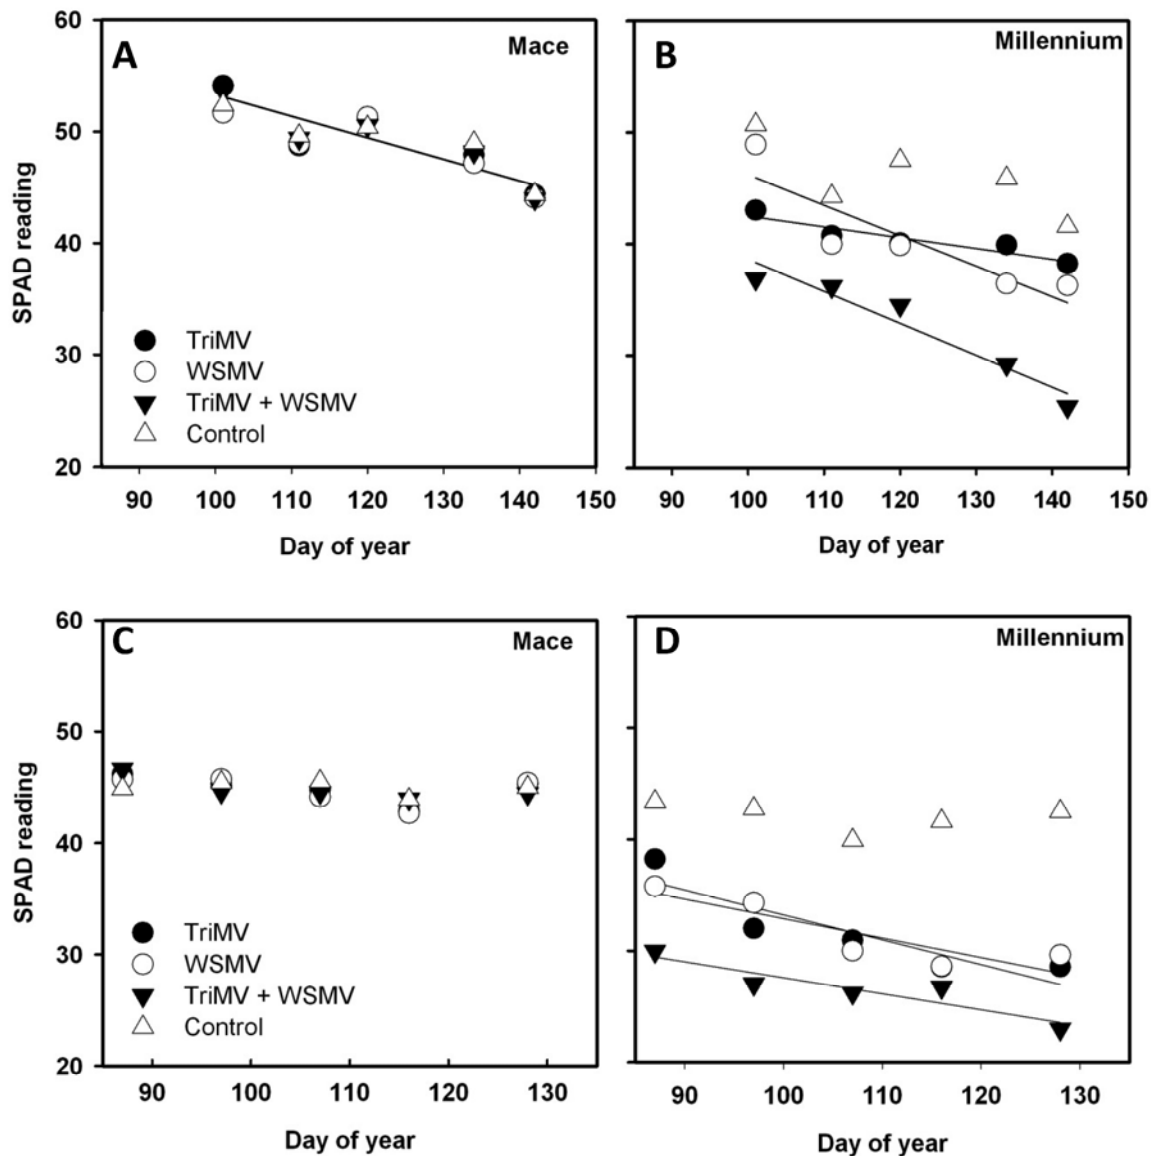 A
Mace
60
50
40
30
20
SPAD reading
TriMV
WSMV
TriMV + WSMV
Control
90 100 110 120 130 140 150
Day of year
B
Millennium
90 100 110 120 130 140 150
Day of year
C
Mace
60
50
40
30
20
SPAD reading
TriMV
WSMV
TriMV + WSMV
Control
90 100 110 120 130
Day of year
D
Millennium
90 100 110 120 130
Day of year